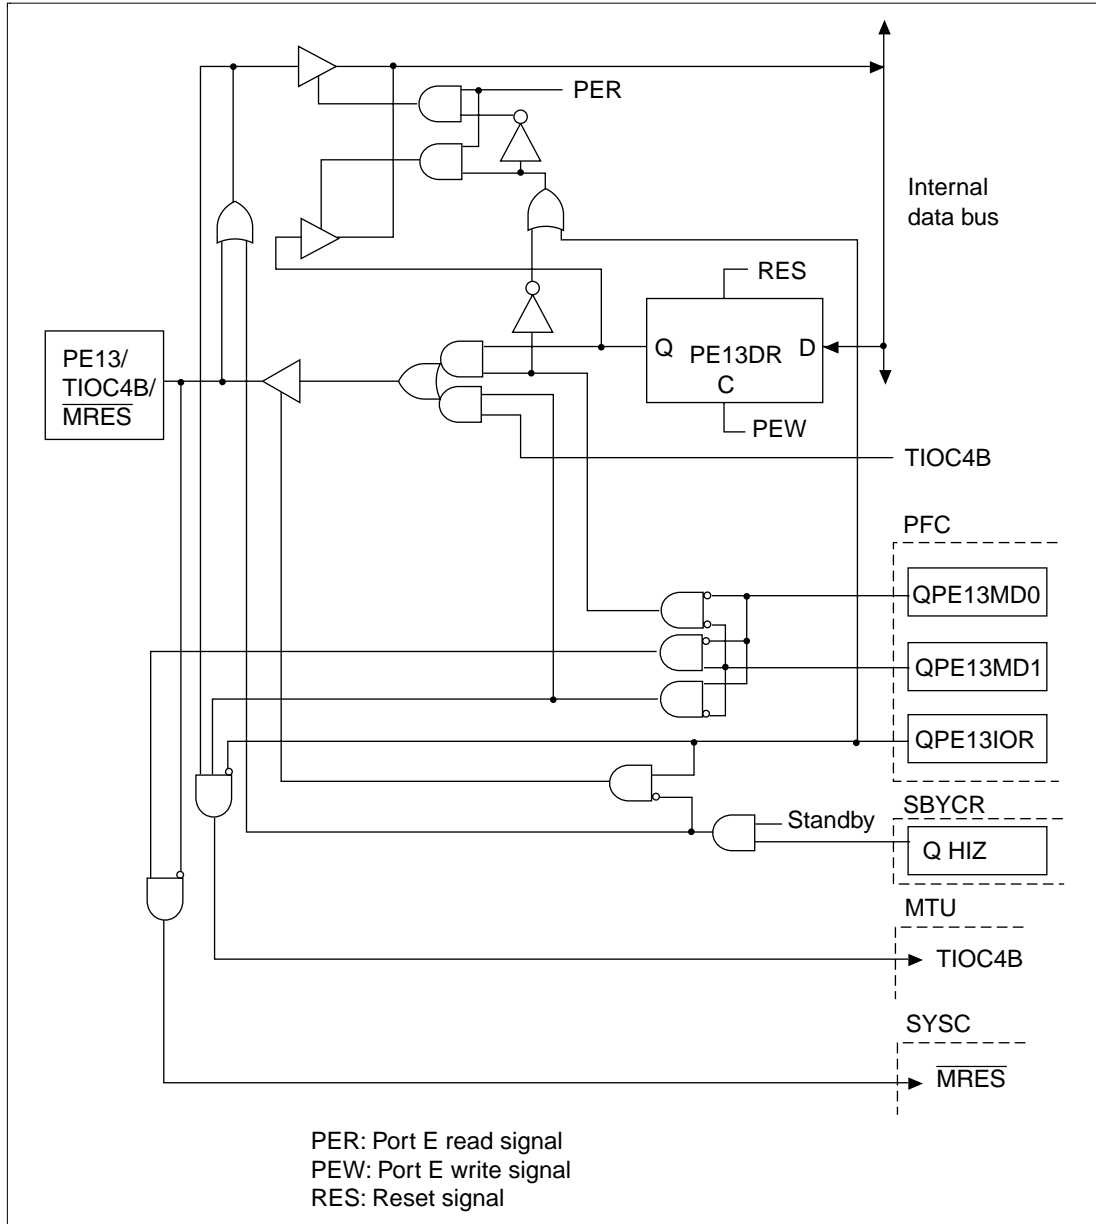 PER
Internal
data bus
RES
Q PE13DR D
C
PEW
PE13/
TIOC4B/
MRES
TIOC4B
PFC
QPE13MD0
QPE13MD1
QPE13IOR
SBYCR
Standby
Q HIZ
MTU
TIOC4B
SYSC
MRES
PER: Port E read signal
PEW: Port E write signal
RES: Reset signal